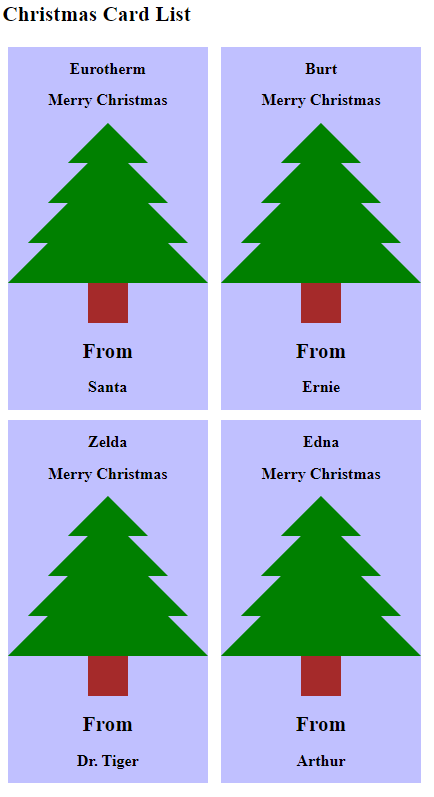 Christmas Card List
Eurotherm
Merry Christmas
From
Santa
Burt
Merry Christmas
From
Ernie
Zelda
Merry Christmas
From
Dr. Tiger
Edna
Merry Christmas
From
Arthur